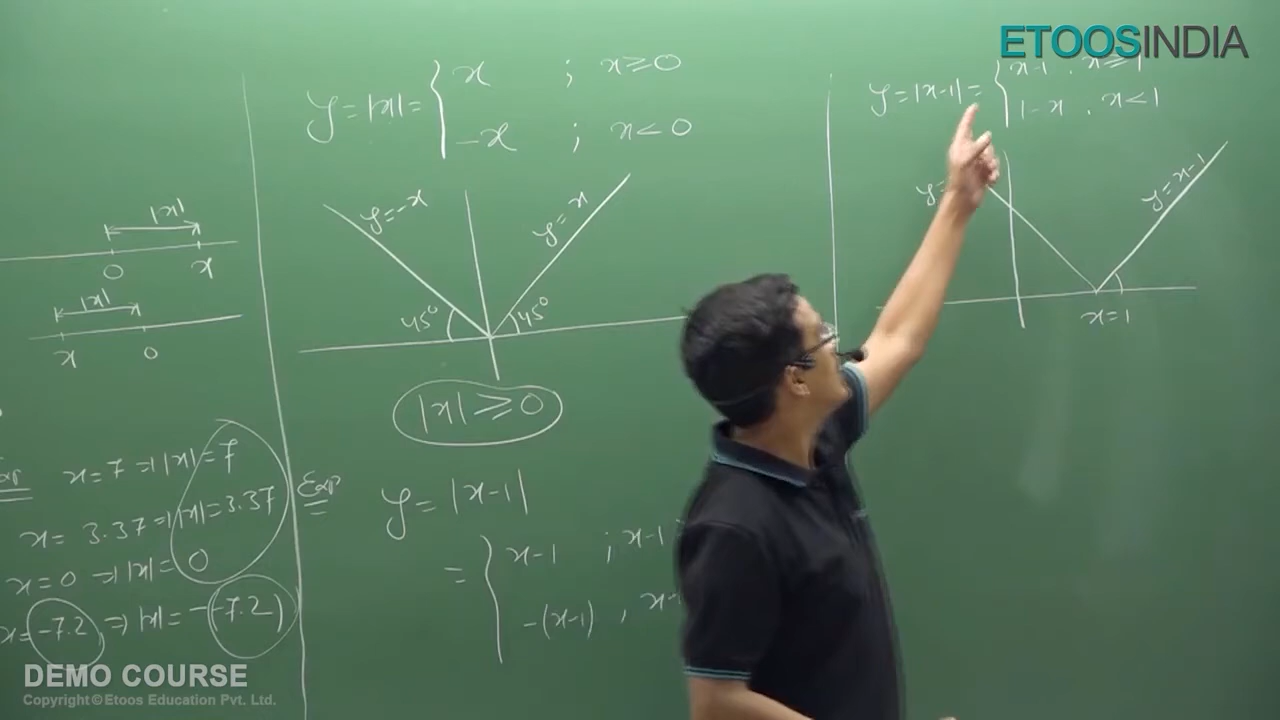 ETOOSINDIA
|x|
0 x
|x|
x 0
x=7 ⇒ |x|=7
x= 3.37 ⇒ |x|=3.37
x=0 ⇒ |x|= 0
x=-7.2, ⇒ |x|= -(-7.2)
y=|x|= { x ; x≥0
-x ; x<0
y=-x y=x
45° 45°
|x| ≥ 0
Exp y= |x-1|
= { x-1 ; x-1
-(x-1) , x-1
y=|x-1|= { x-1 , x≥1
1-x , x<1
y= y=x-1
x=1
DEMO COURSE
Copyright © Etoos Education Pvt. Ltd.